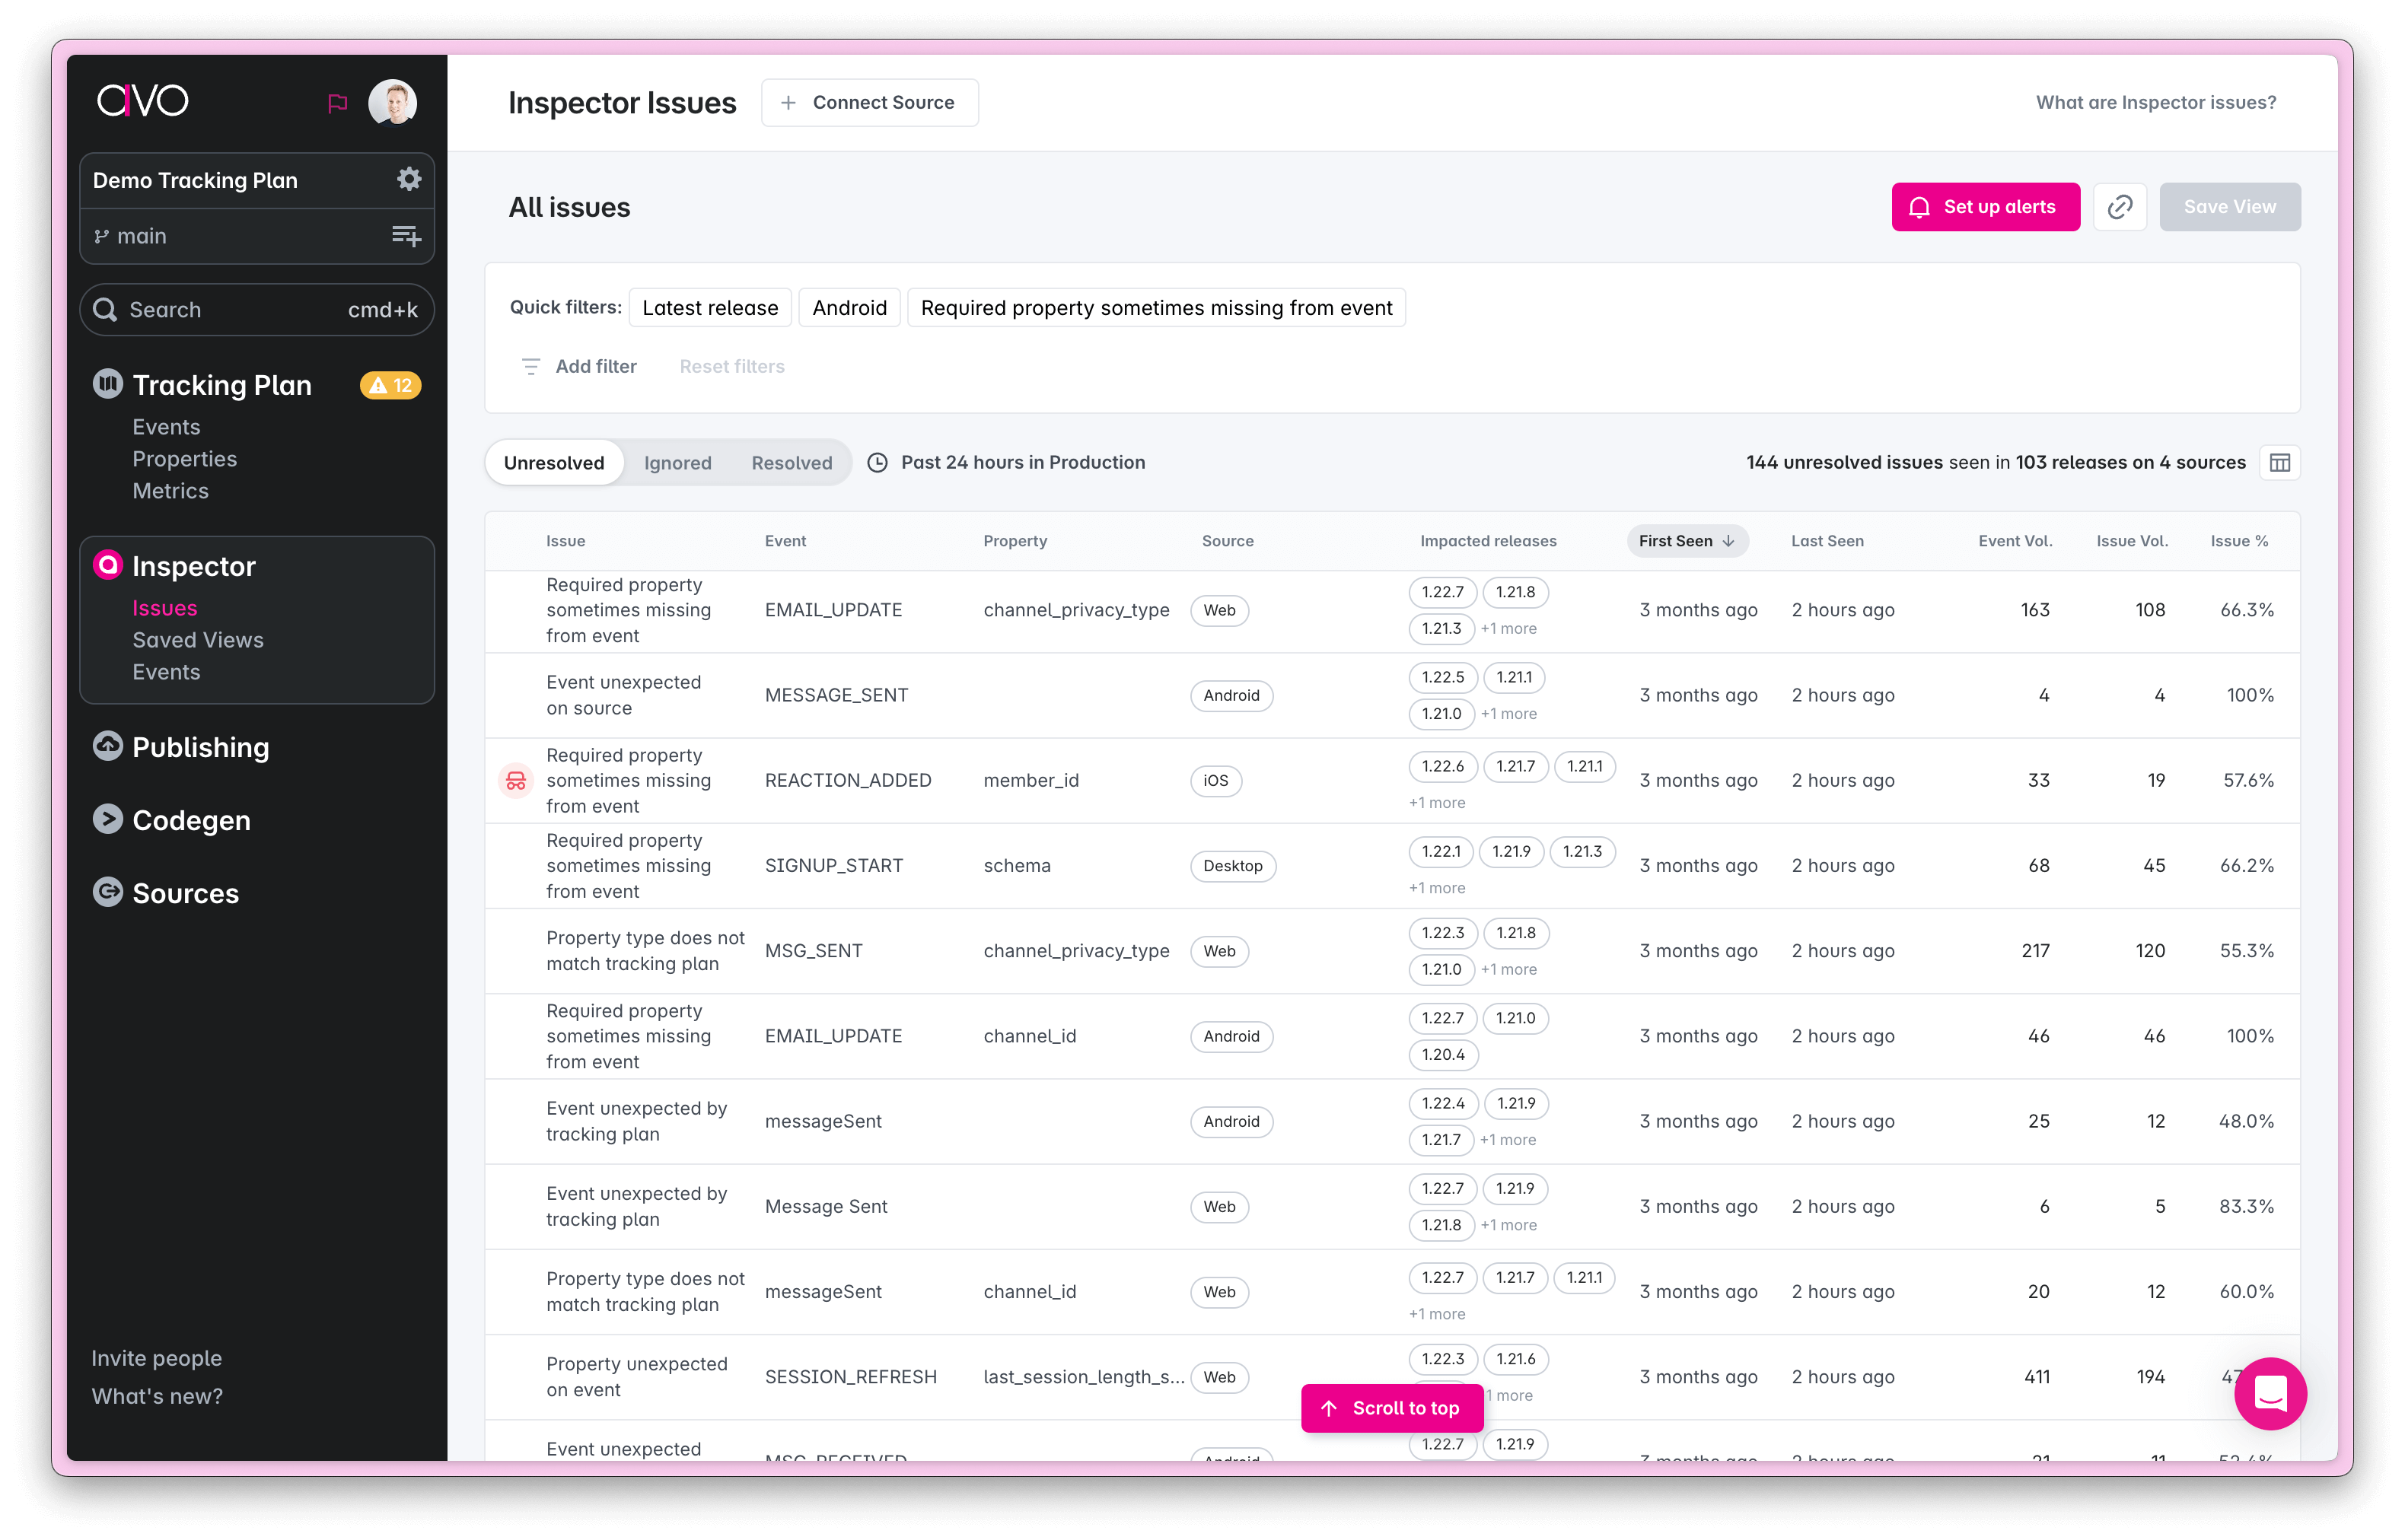 avo
Demo Tracking Plan
main
Search cmd+k
Tracking Plan 12
Events
Properties
Metrics
Inspector
Issues
Saved Views
Events
Publishing
Codegen
Sources
Invite people
What's new?
Inspector Issues + Connect Source What are Inspector issues?
All issues Set up alerts Save View
Quick filters: Latest release Android Required property sometimes missing from event
Add filter Reset filters
Unresolved Ignored Resolved Past 24 hours in Production 144 unresolved issues seen in 103 releases on 4 sources
Issue Event Property Source Impacted releases First Seen ↓ Last Seen Event Vol. Issue Vol. Issue %
Required property 1.22.7 1.21.8
sometimes missing EMAIL_UPDATE channel_privacy_type Web 3 months ago 2 hours ago 163 108 66.3%
from event 1.21.3 +1 more
Event unexpected 1.22.5 1.21.1
on source MESSAGE_SENT Android 3 months ago 2 hours ago 4 4 100%
1.21.0 +1 more
Required property 1.22.6 1.21.7 1.21.1
sometimes missing REACTION_ADDED member_id iOS 3 months ago 2 hours ago 33 19 57.6%
from event +1 more
Required property 1.22.1 1.21.9 1.21.3
sometimes missing SIGNUP_START schema Desktop 3 months ago 2 hours ago 68 45 66.2%
from event +1 more
Property type does not 1.22.3 1.21.8
match tracking plan MSG_SENT channel_privacy_type Web 3 months ago 2 hours ago 217 120 55.3%
1.21.0 +1 more
Required property 1.22.7 1.21.0
sometimes missing EMAIL_UPDATE channel_id Android 3 months ago 2 hours ago 46 46 100%
from event 1.20.4
Event unexpected by 1.22.4 1.21.9
tracking plan messageSent Android 3 months ago 2 hours ago 25 12 48.0%
1.21.7 +1 more
Event unexpected by 1.22.7 1.21.9
tracking plan Message Sent Web 3 months ago 2 hours ago 6 5 83.3%
1.21.8 +1 more
Property type does not 1.22.7 1.21.7 1.21.1
match tracking plan messageSent channel_id Web 3 months ago 2 hours ago 20 12 60.0%
+1 more
Property unexpected 1.22.3 1.21.6
on event SESSION_REFRESH last_session_length_s... Web 3 months ago 2 hours ago 411 194
1 more
Scroll to top
Event unexpected 1.22.7 1.21.9
MSG_RECEIVED Android 3 months ago 2 hours ago 21 11 52.4%